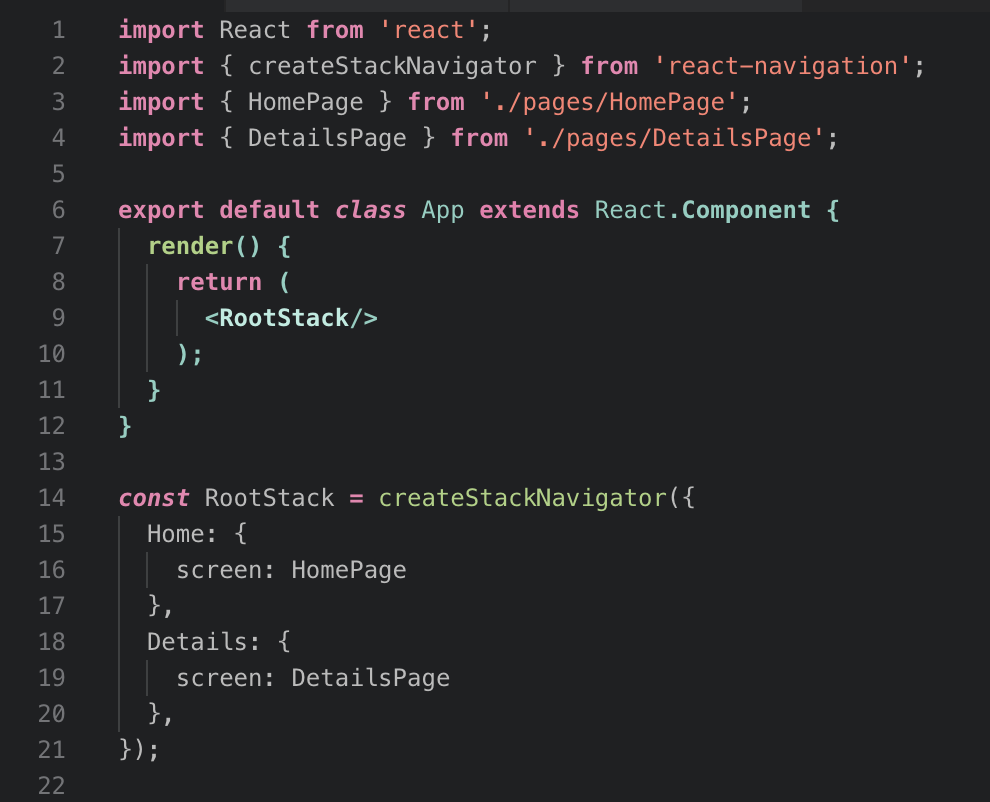 1 import React from 'react';
2 import { createStackNavigator } from 'react-navigation';
3 import { HomePage } from './pages/HomePage';
4 import { DetailsPage } from './pages/DetailsPage';
5
6 export default class App extends React.Component {
7   render() {
8     return (
9       <RootStack/>
10     );
11   }
12 }
13
14 const RootStack = createStackNavigator({
15   Home: {
16     screen: HomePage
17   },
18   Details: {
19     screen: DetailsPage
20   },
21 });
22